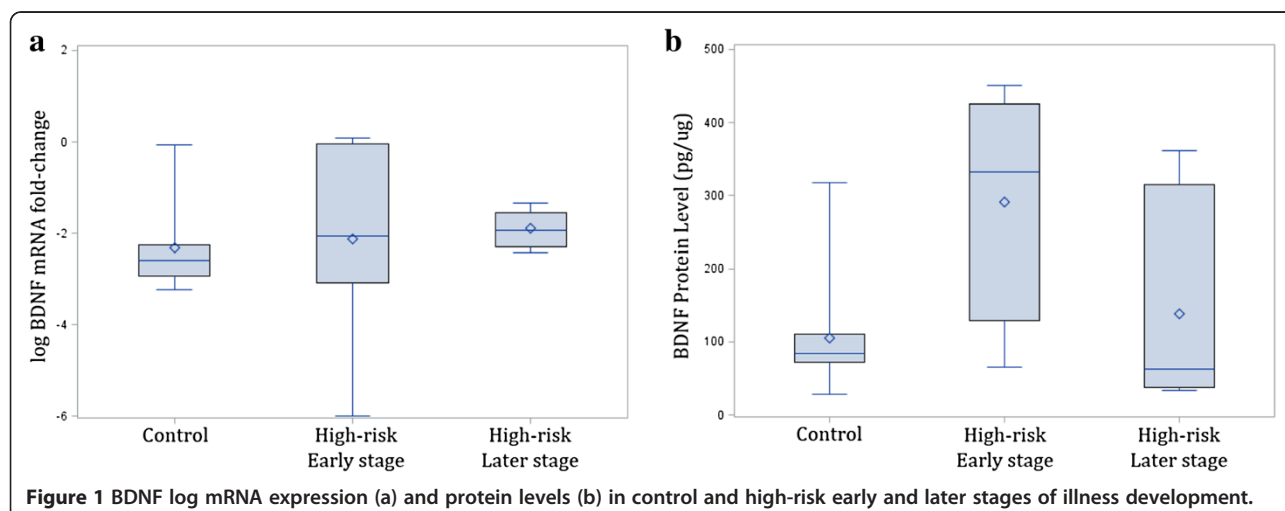 a
b
log BDNF mRNA fold-change
2
0
-2
-4
-6
Control
High-risk
Early stage
High-risk
Later stage
BDNF Protein Level (pg/ug)
500
400
300
200
100
0
Control
High-risk
Early stage
High-risk
Later stage
Figure 1 BDNF log mRNA expression (a) and protein levels (b) in control and high-risk early and later stages of illness development.